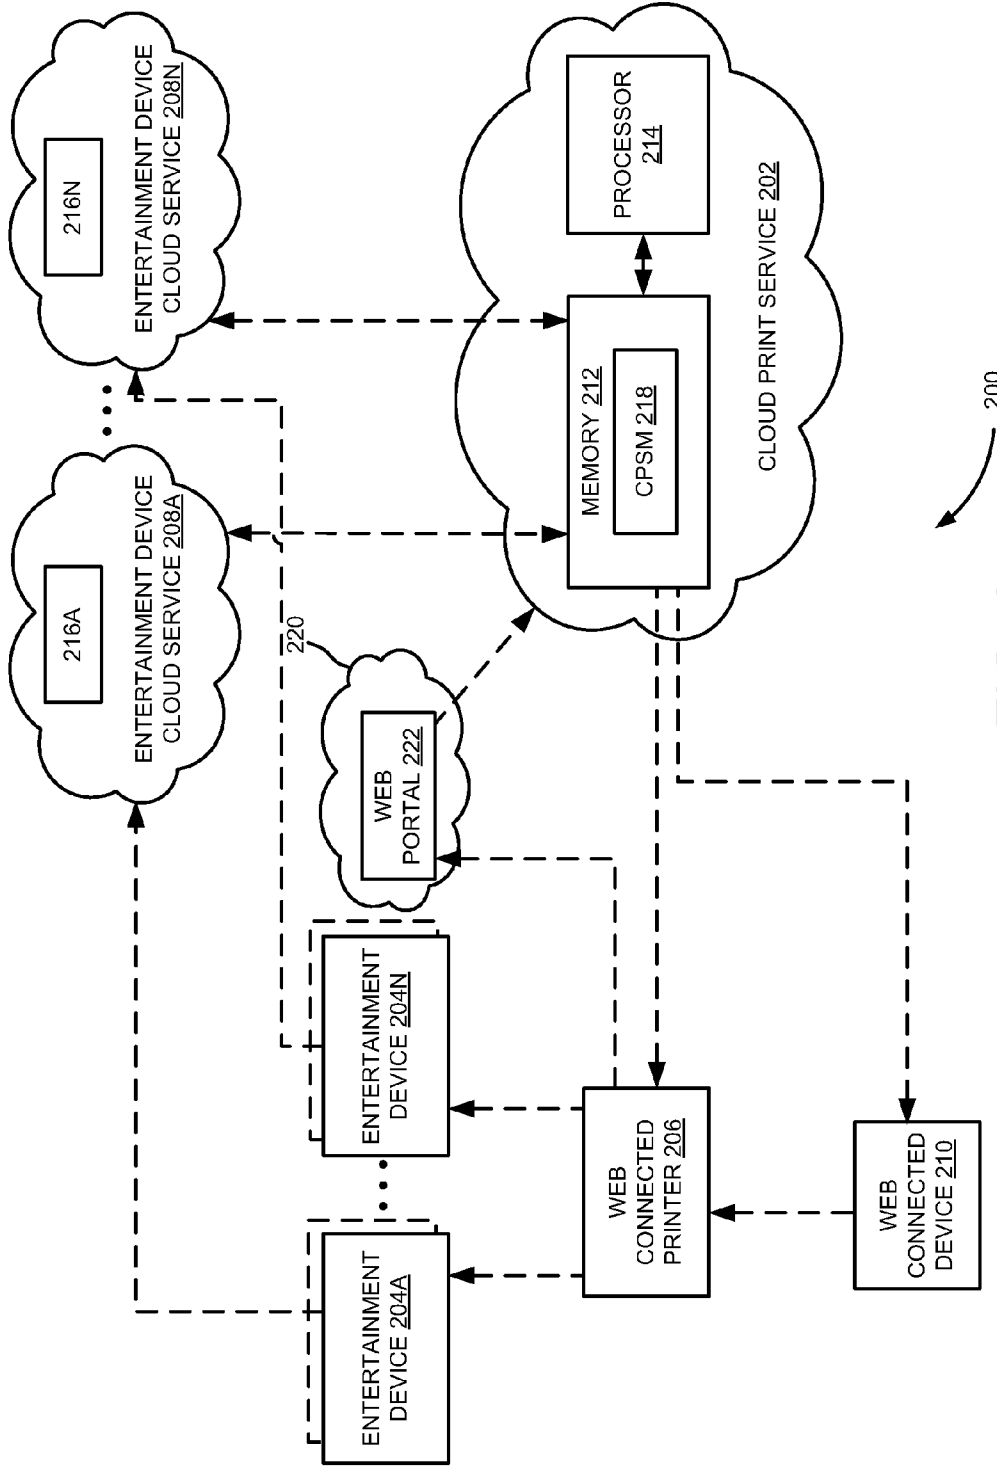 216A
ENTERTAINMENT DEVICE
CLOUD SERVICE 208A
216N
ENTERTAINMENT DEVICE
CLOUD SERVICE 208N
ENTERTAINMENT
DEVICE 204A
ENTERTAINMENT
DEVICE 204N
220
WEB
PORTAL 222
MEMORY 212
CPSM 218
PROCESSOR
214
CLOUD PRINT SERVICE 202
WEB
CONNECTED
PRINTER 206
WEB
CONNECTED
DEVICE 210
200